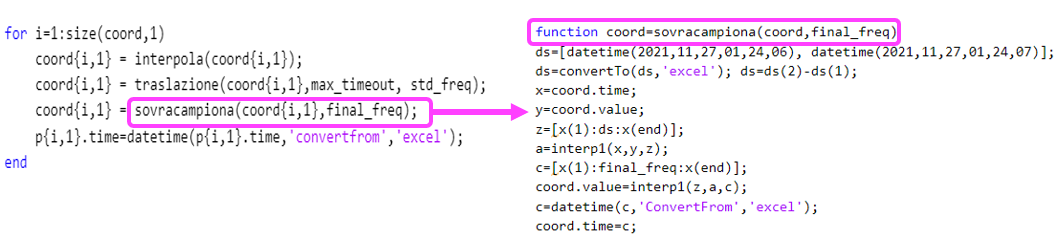 for i=1:size(coord,1)
coord{i,1} = interpola(coord{i,1});
coord{i,1} = traslazione(coord{i,1},max_timeout, std_freq);
coord{i,1} = sovracampiona(coord{i,1},final_freq);
p{i,1}.time=datetime(p{i,1}.time,'convertfrom','excel');
end
function coord=sovracampiona(coord,final_freq)
ds=[datetime(2021,11,27,01,24,06), datetime(2021,11,27,01,24,07)];
ds=convertTo(ds,'excel'); ds=ds(2)-ds(1);
x=coord.time;
y=coord.value;
z=[x(1):ds:x(end)];
a=interp1(x,y,z);
c=[x(1):final_freq:x(end)];
coord.value=interp1(z,a,c);
c=datetime(c,'ConvertFrom','excel');
coord.time=c;